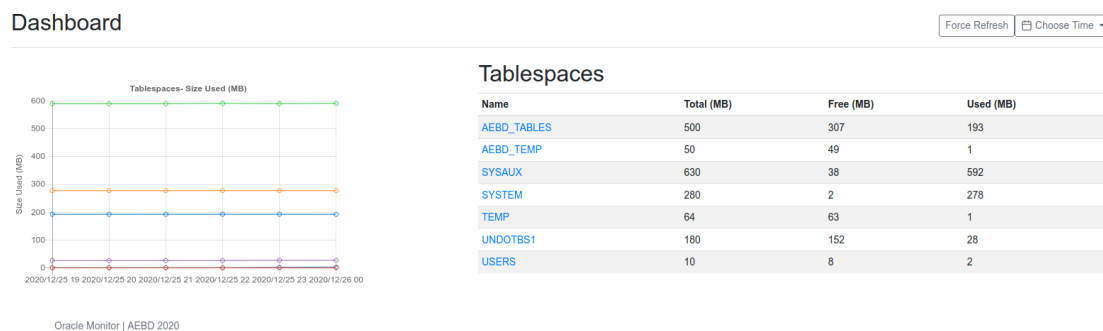 Dashboard
Force Refresh
Choose Time
Tablespaces- Size Used (MB)
Size Used (MB)
600
500
400
300
200
100
0
2020/12/25 19 2020/12/25 20 2020/12/25 21 2020/12/25 22 2020/12/25 23 2020/12/26 00
Tablespaces
Name Total (MB) Free (MB) Used (MB)
AEBD_TABLES 500 307 193
AEBD_TEMP 50 49 1
SYSAUX 630 38 592
SYSTEM 280 2 278
TEMP 64 63 1
UNDOTBS1 180 152 28
USERS 10 8 2
Oracle Monitor | AEBD 2020